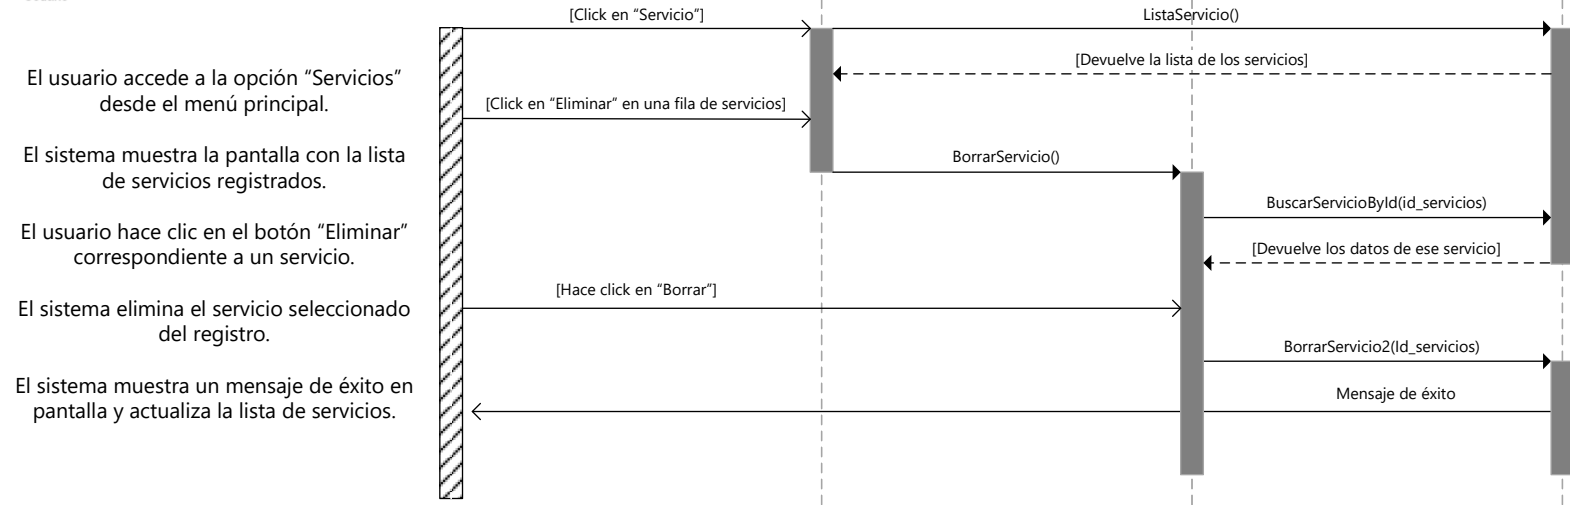 El usuario accede a la opción “Servicios”
desde el menú principal.
El sistema muestra la pantalla con la lista
de servicios registrados.
El usuario hace clic en el botón “Eliminar”
correspondiente a un servicio.
El sistema elimina el servicio seleccionado
del registro.
El sistema muestra un mensaje de éxito en
pantalla y actualiza la lista de servicios.
[Click en “Servicio“]
ListaServicio()
[Devuelve la lista de los servicios]
[Click en “Eliminar” en una fila de servicios]
BorrarServicio()
BuscarServicioById(id_servicios)
[Devuelve los datos de ese servicio]
[Hace click en “Borrar”]
BorrarServicio2(Id_servicios)
Mensaje de éxito